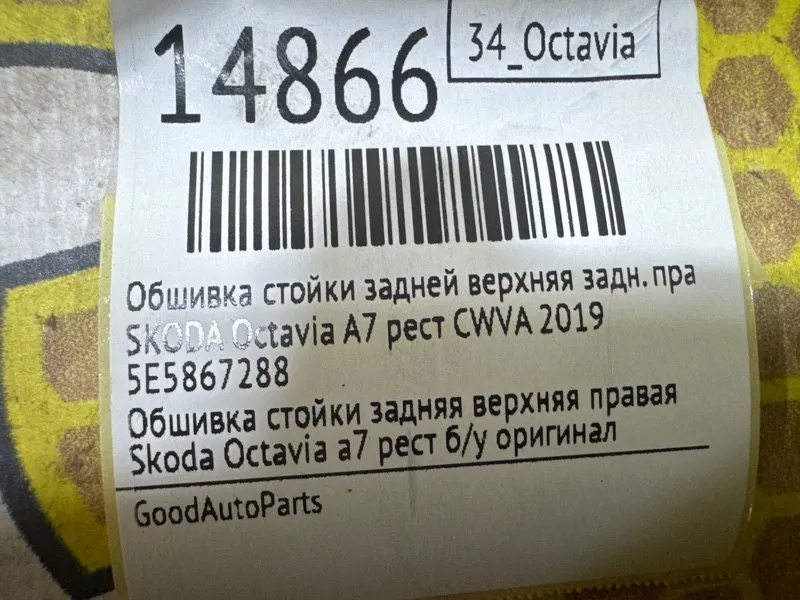 14866
34_Octavia
Обшивка стойки задней верхняя задн. пра
SKODA Octavia A7 рест CWVA 2019
5E5867288
Обшивка стойки задняя верхняя правая
Skoda Octavia a7 рест б/у оригинал
GoodAutoParts